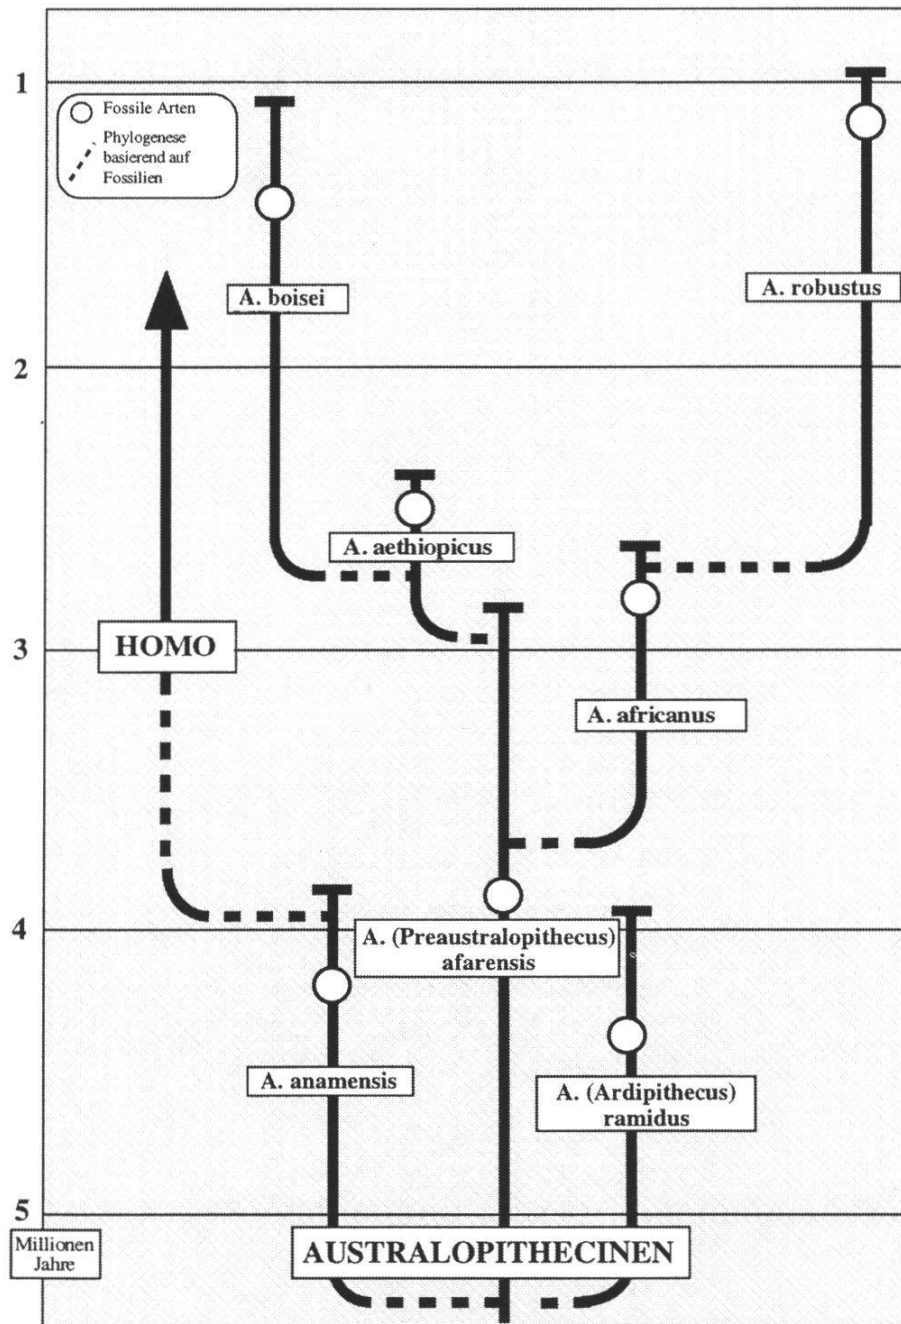 1
Fossile Arten
Phylogenese
basierend auf
Fossilien
A. boisei
A. robustus
2
A. aethiopicus
HOMO
3
A. africanus
4
A. (Preaustralopithecus)
afarensis
A. anamensis
A. (Ardipithecus)
ramidus
5
Millionen
Jahre
AUSTRALOPITHECINEN